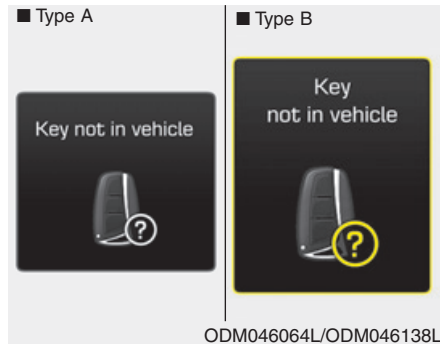 ■ Type A
Key not in vehicle
?
■ Type B
Key
not in vehicle
?
ODM046064L/ODM046138L